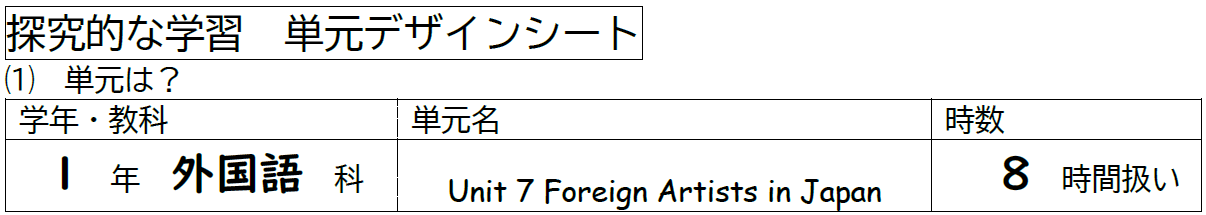 探究的な学習　単元デザインシート
⑴　単元は？
学年・教科　単元名　時数
1 年 外国語 科　Unit 7 Foreign Artists in Japan　8 時間扱い